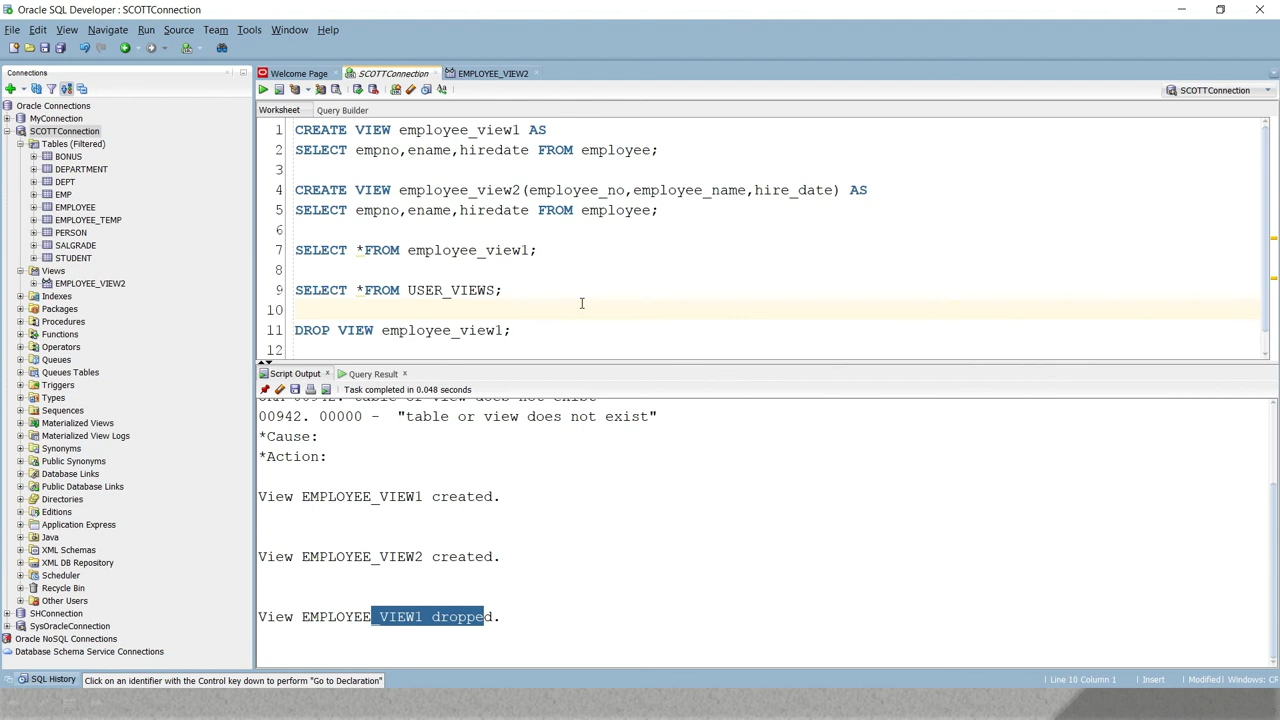 Oracle SQL Developer : SCOTTConnection
File Edit View Navigate Run Source Team Tools Window Help
Connections
Welcome Page
SCOTTConnection
EMPLOYEE_VIEW2
SCOTTConnection
Worksheet
Query Builder
Oracle Connections
MyConnection
SCOTTConnection
Tables (Filtered)
BONUS
DEPARTMENT
DEPT
EMP
EMPLOYEE
EMPLOYEE_TEMP
PERSON
SALGRADE
STUDENT
Views
EMPLOYEE_VIEW2
Indexes
Packages
Procedures
Functions
Operators
Queues
Queues Tables
Triggers
Types
Sequences
Materialized Views
Materialized View Logs
Synonyms
Public Synonyms
Database Links
Public Database Links
Directories
Editions
Application Express
Java
XML Schemas
XML DB Repository
Scheduler
Recycle Bin
Other Users
SHConnection
SysOracleConnection
Oracle NoSQL Connections
Database Schema Service Connections
1 CREATE VIEW employee_view1 AS
2 SELECT empno,ename,hiredate FROM employee;
3
4 CREATE VIEW employee_view2(employee_no,employee_name,hire_date) AS
5 SELECT empno,ename,hiredate FROM employee;
6
7 SELECT *FROM employee_view1;
8
9 SELECT *FROM USER_VIEWS;
10
11 DROP VIEW employee_view1;
12
Script Output
Query Result
Task completed in 0.048 seconds
00942. 00000 - "table or view does not exist"
*Cause:
*Action:
View EMPLOYEE_VIEW1 created.
View EMPLOYEE_VIEW2 created.
View EMPLOYEE_VIEW1 dropped.
SQL History
Click on an identifier with the Control key down to perform "Go to Declaration"
Line 10 Column 1
Insert
Modified
Windows: CF